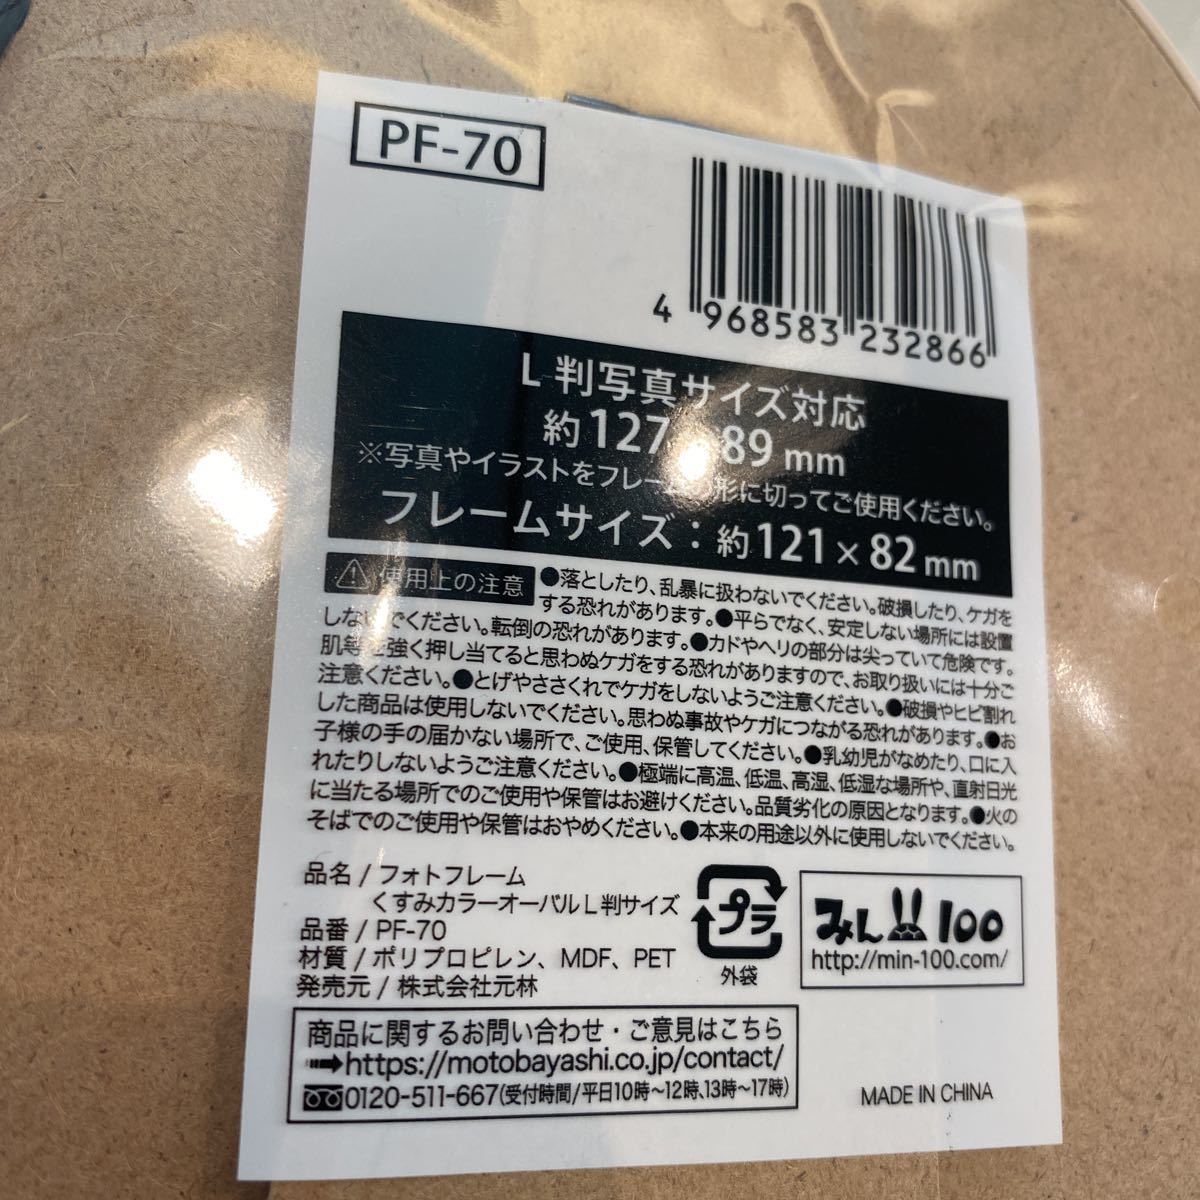 PF-70
4 968583 232866
L判写真サイズ対応
約127 89mm
※写真やイラストをフレーム 形に切ってご使用ください。
フレームサイズ：約121×82mm
使用上の注意 ●落としたり、乱暴に扱わないでください。破損したり、ケガを
する恐れがあります。●平らでなく、安定しない場所には設置
しないでください。転倒の恐れがあります。●カドやヘリの部分は尖っていて危険です。
肌等に強く押し当てると思わぬケガをする恐れがありますので、お取り扱いには十分ご
注意ください。●とげやささくれでケガをしないようご注意ください。●破損やヒビ割れ
した商品は使用しないでください。思わぬ事故やケガにつながる恐れがあります。●お
子様の手の届かない場所で、ご使用、保管してください。●乳幼児がなめたり、口に入
れたりしないようご注意ください。●極端に高温、低温、高湿、低湿な場所や、直射日光
に当たる場所でのご使用や保管はお避けください。品質劣化の原因となります。●火の
そばでのご使用や保管はおやめください。●本来の用途以外に使用しないでください。
品名/フォトフレーム
くすみカラーオーバルL判サイズ
品番/PF-70
材質/ポリプロピレン、MDF、PET
発売元/株式会社元林
プラ
外袋
みん100
http://min-100.com/
商品に関するお問い合わせ・ご意見はこちら
https://motobayashi.co.jp/contact/
0120-511-667(受付時間/平日10時～12時、13時～17時)
MADE IN CHINA